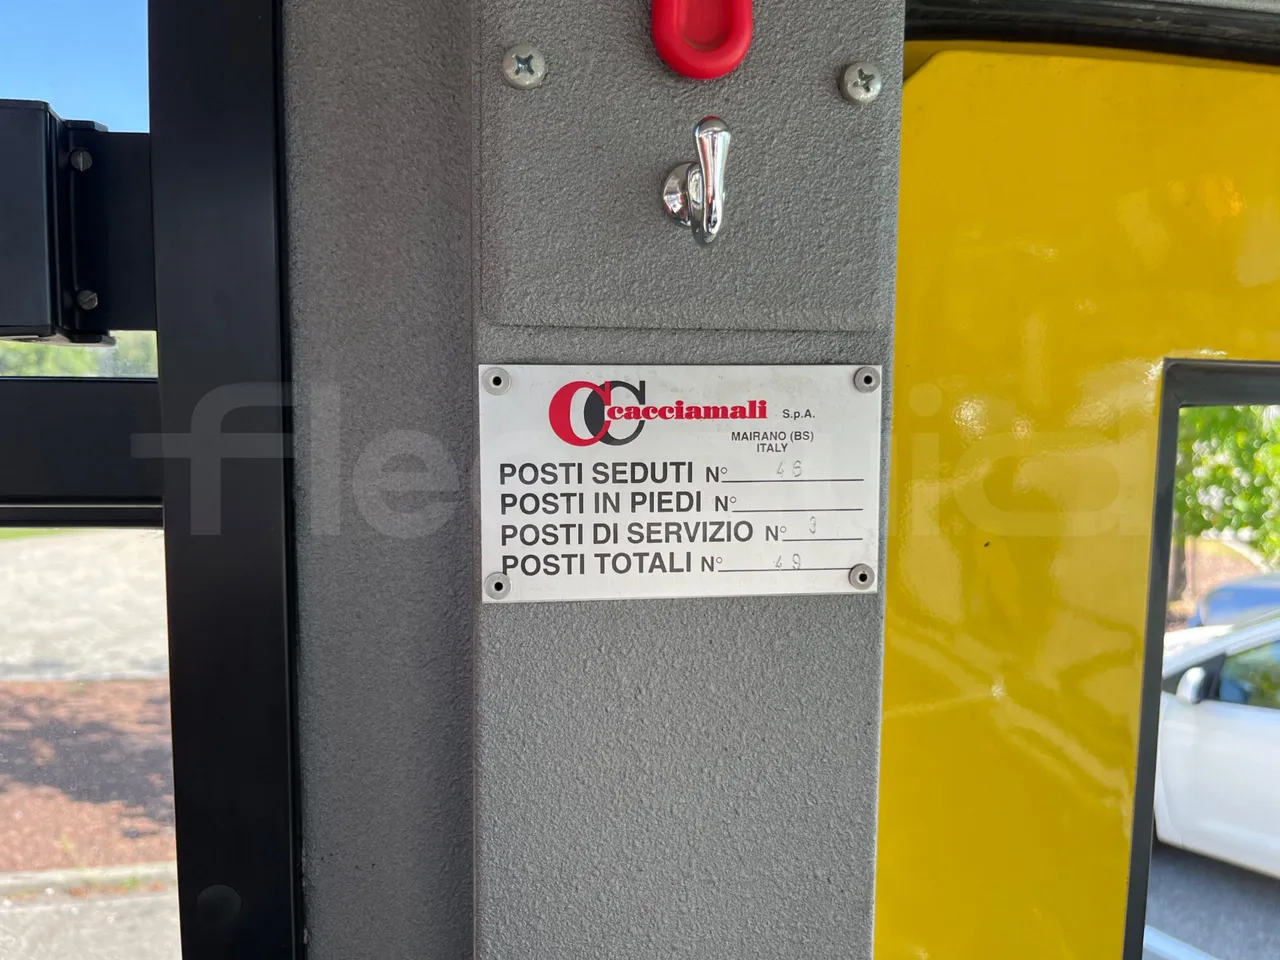 cacciamali S.p.A.
MAIRANO (BS)
ITALY
POSTI SEDUTI N° 46
POSTI IN PIEDI N°
POSTI DI SERVIZIO N° 3
POSTI TOTALI N° 49